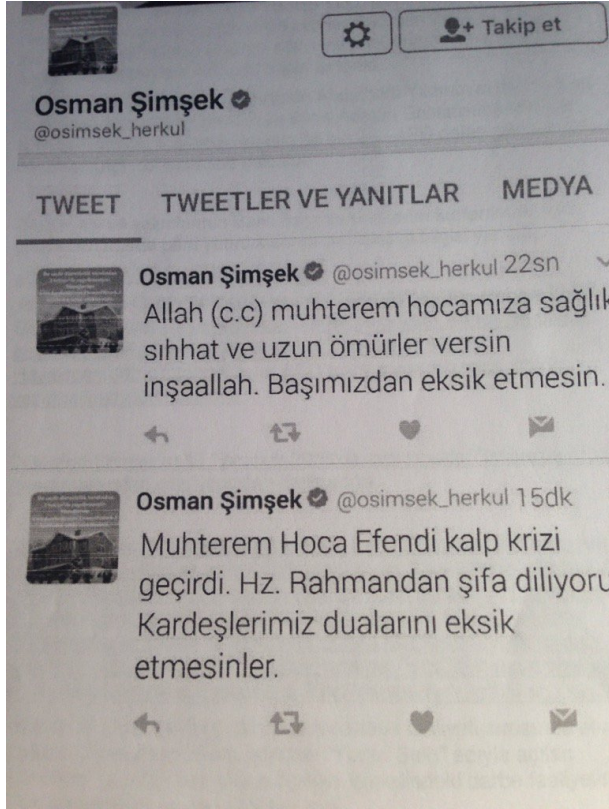 Takip et
Osman Şimşek
@osimsek_herkul
TWEET TWEETLER VE YANITLAR MEDYA
Osman Şimşek @osimsek_herkul 22sn
Allah (c.c) muhterem hocamıza sağlık
sıhhat ve uzun ömürler versin
inşaallah. Başımızdan eksik etmesin.
Osman Şimşek @osimsek_herkul 15dk
Muhterem Hoca Efendi kalp krizi
geçirdi. Hz. Rahmandan şifa diliyoru
Kardeşlerimiz dualarını eksik
etmesinler.